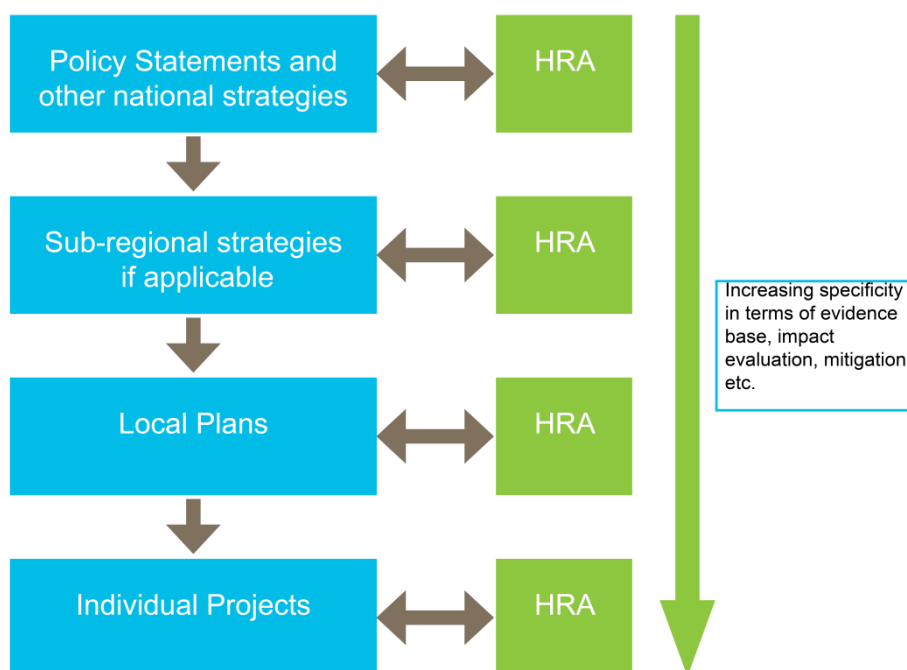 Policy Statements and
other national strategies
HRA
Sub-regional strategies
if applicable
HRA
Increasing specificity
in terms of evidence
base, impact
evaluation, mitigation
etc.
Local Plans
HRA
Individual Projects
HRA